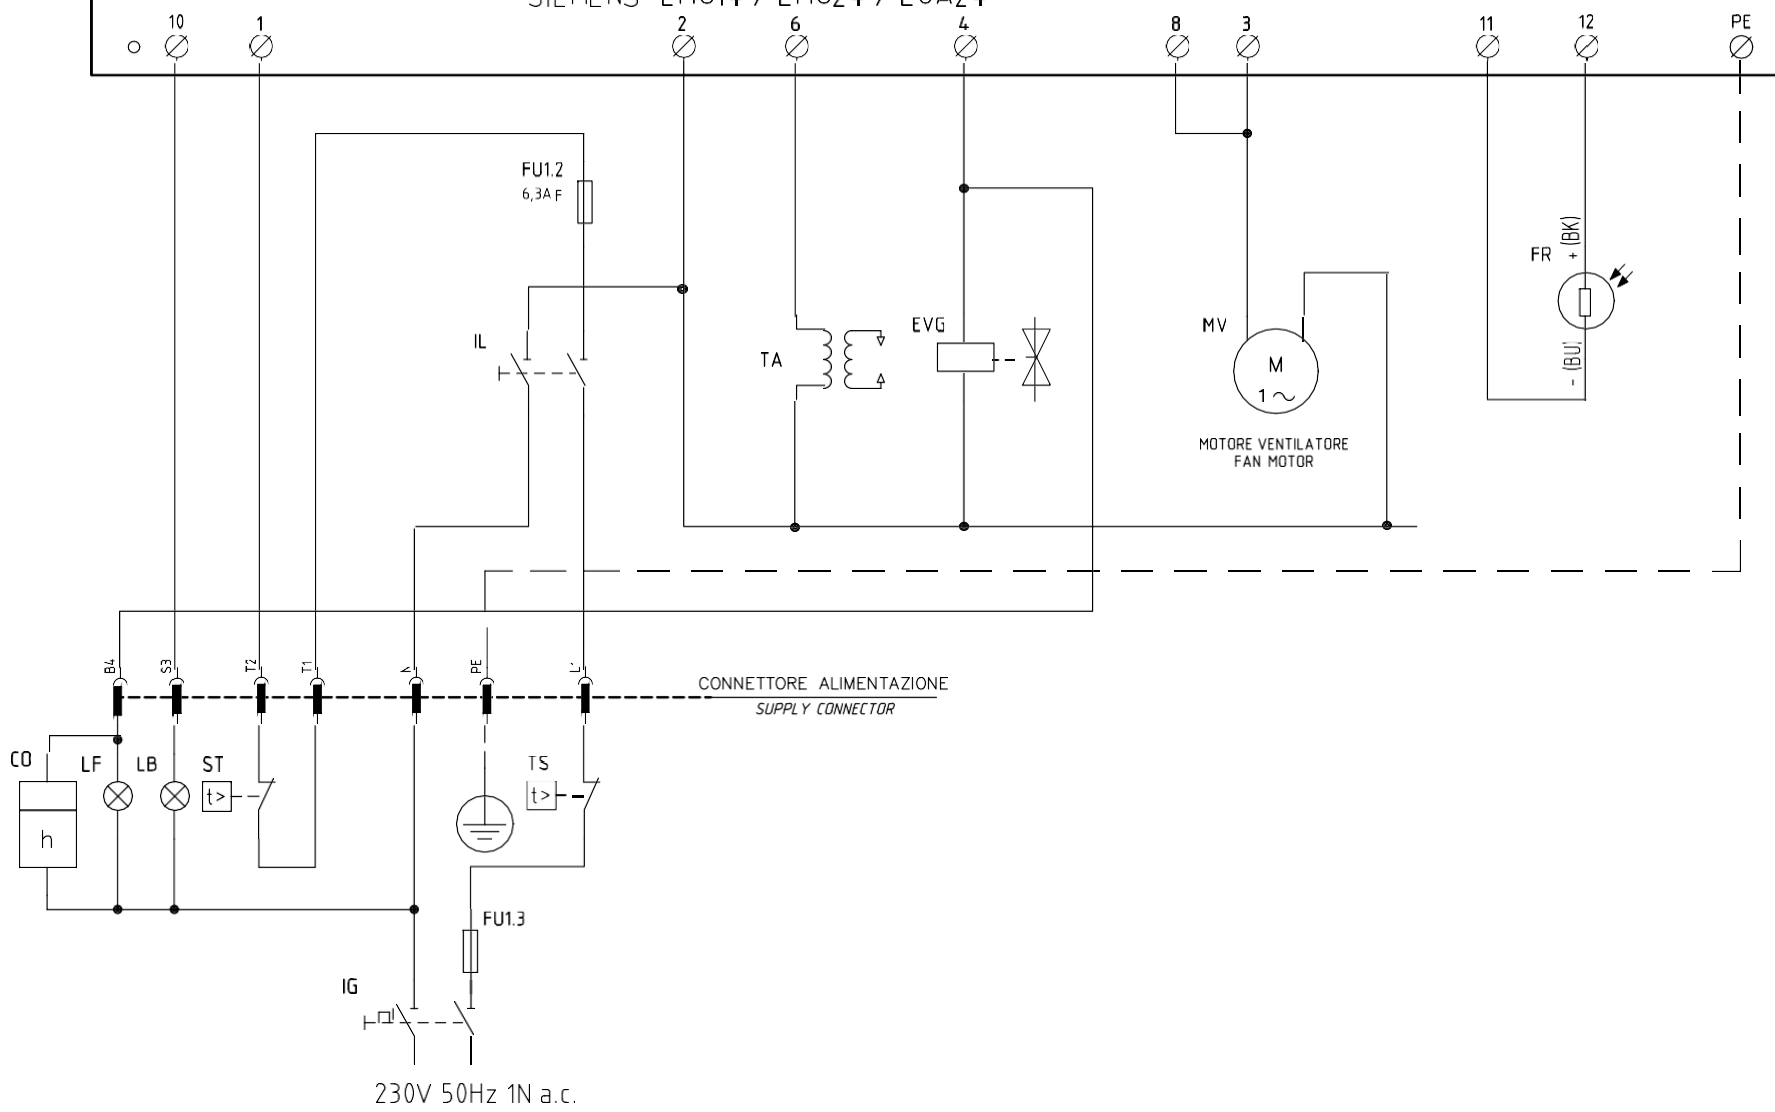 SIEMENS
10 1 2 6 4 8 3 11 12 PE
FU1.2
6,3A F
+ (BK)
FR
- (BU)
IL
TA
EVG
MV
M
1~
MOTORE VENTILATORE
FAN MOTOR
B4 S3 T2 T1 PE
CONNETTORE ALIMENTAZIONE
SUPPLY CONNECTOR
CO LF LB ST TS
t> t>
h
FU1.3
IG
230V 50Hz 1N a.c.